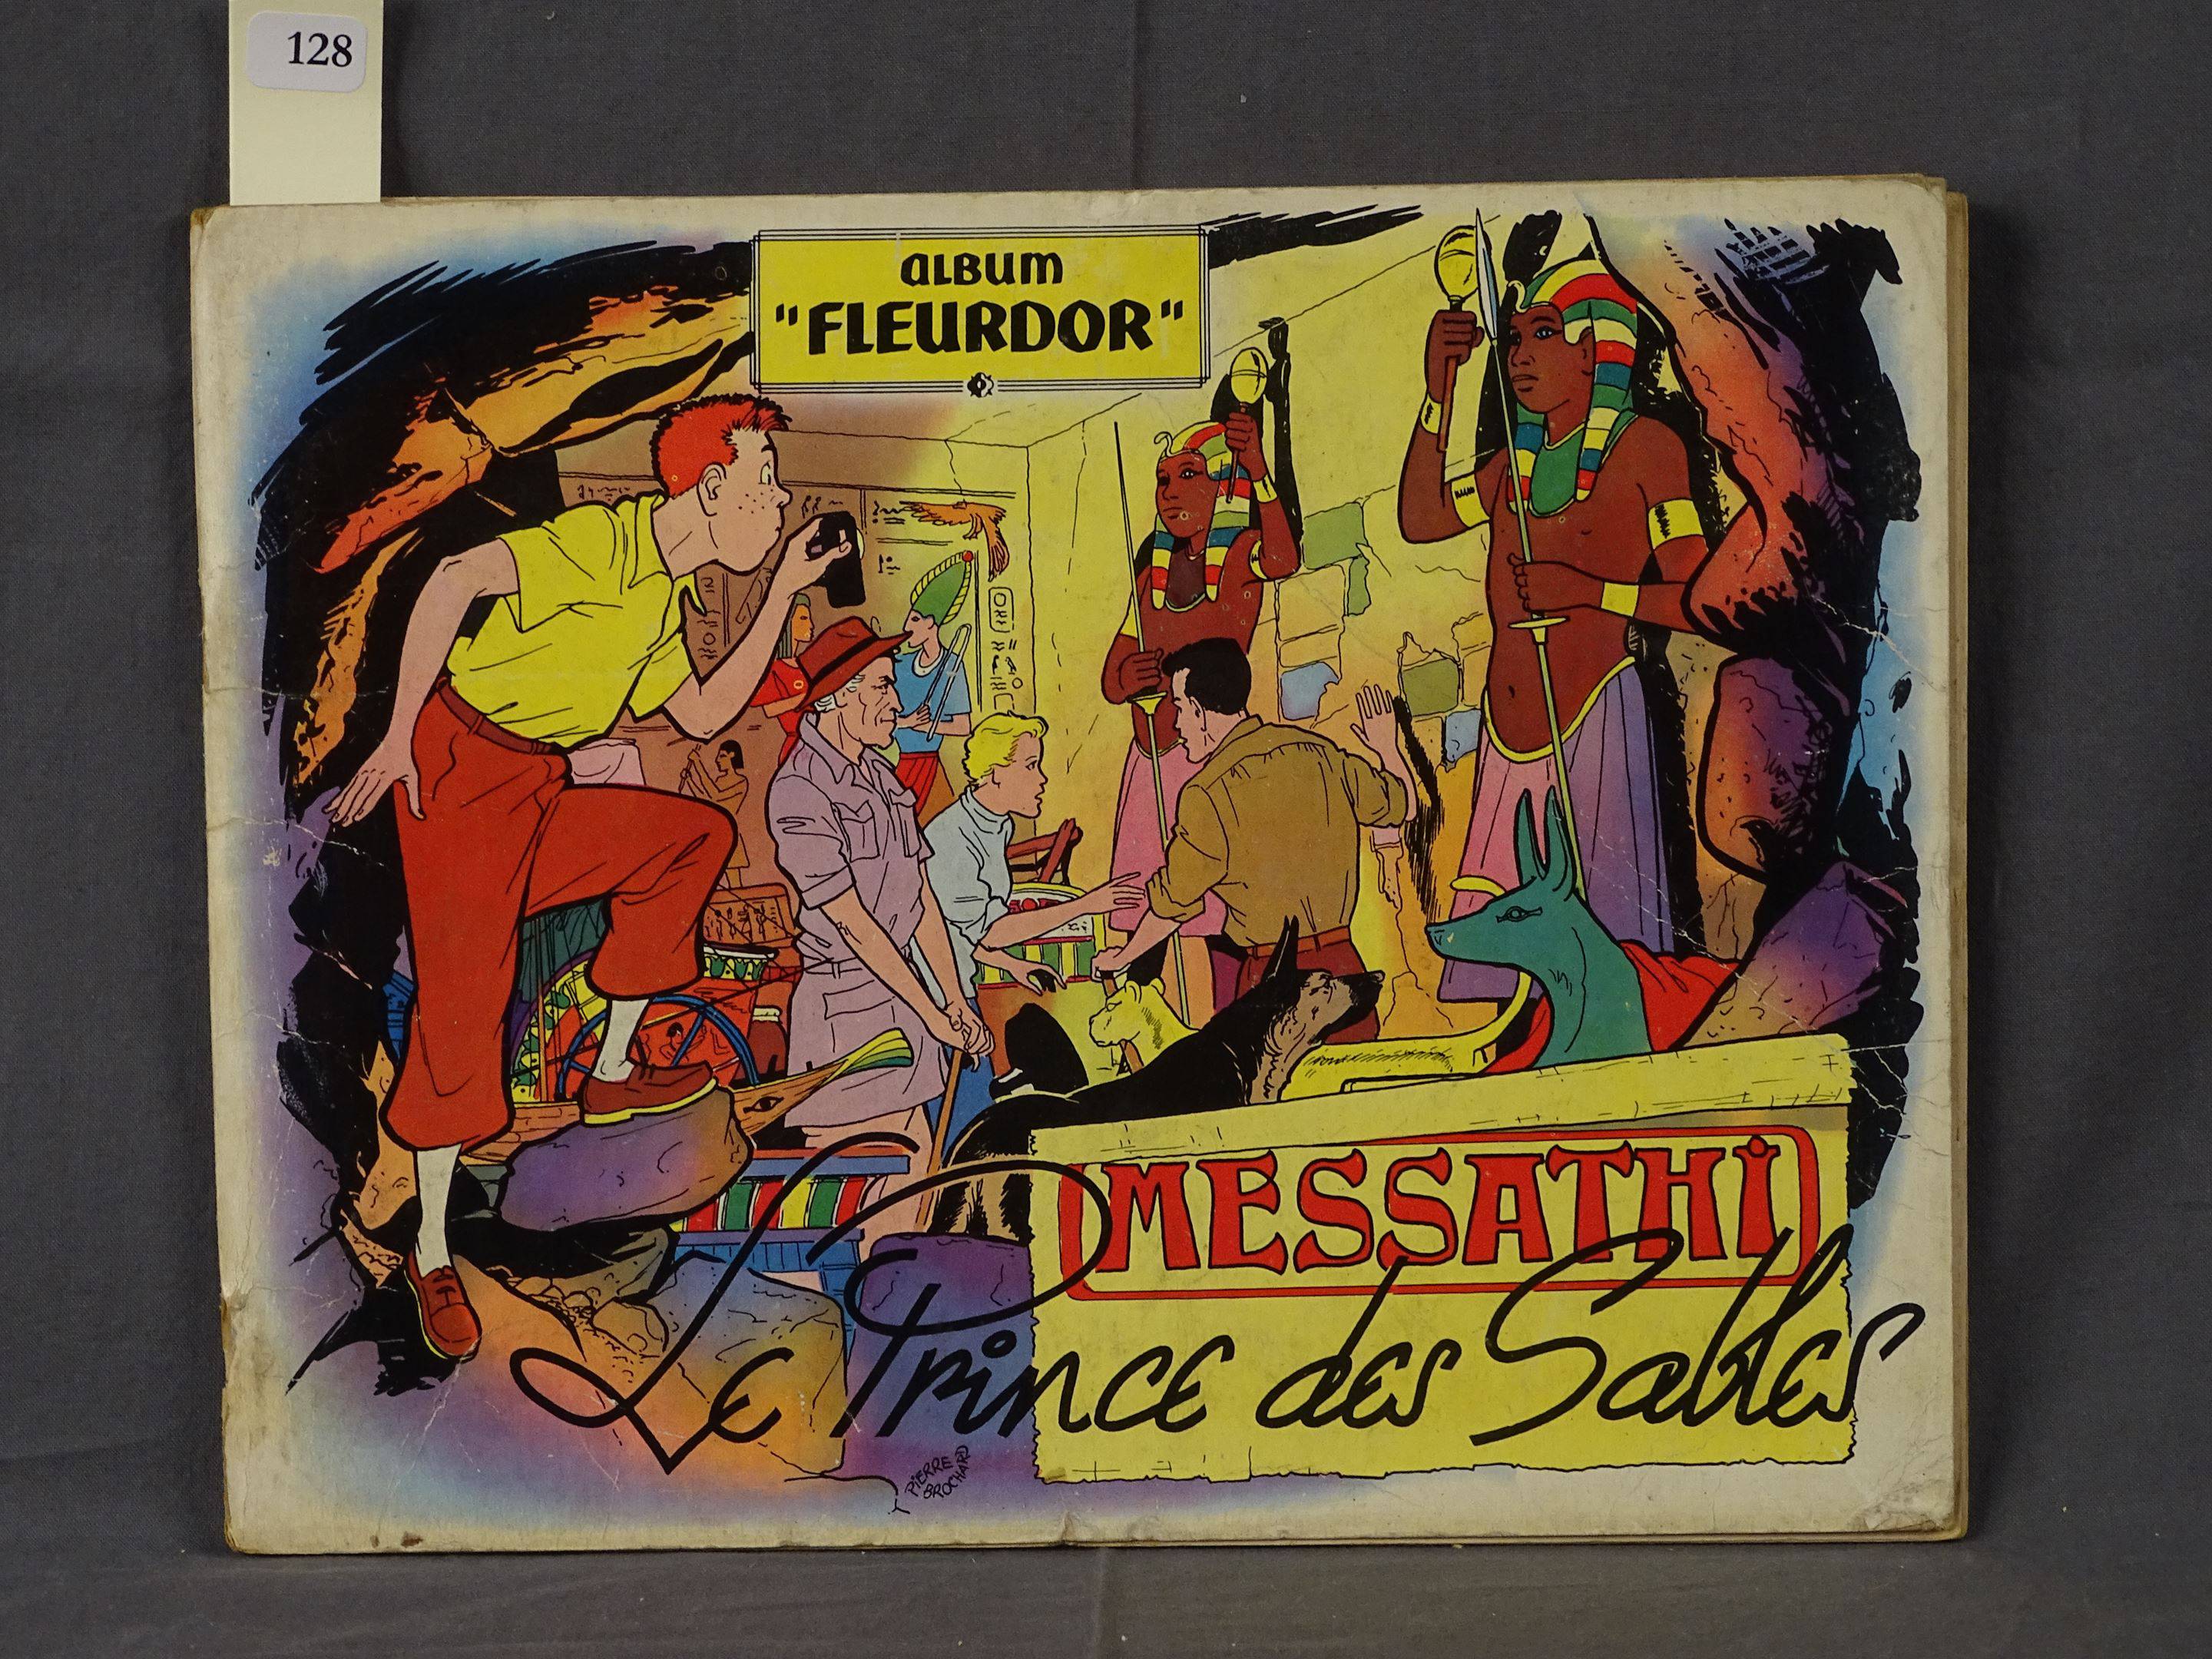 128
ALBUM
"FLEURDOR"
MESSATHI
Le Prince des Sables
PIERRE
BROCHARD